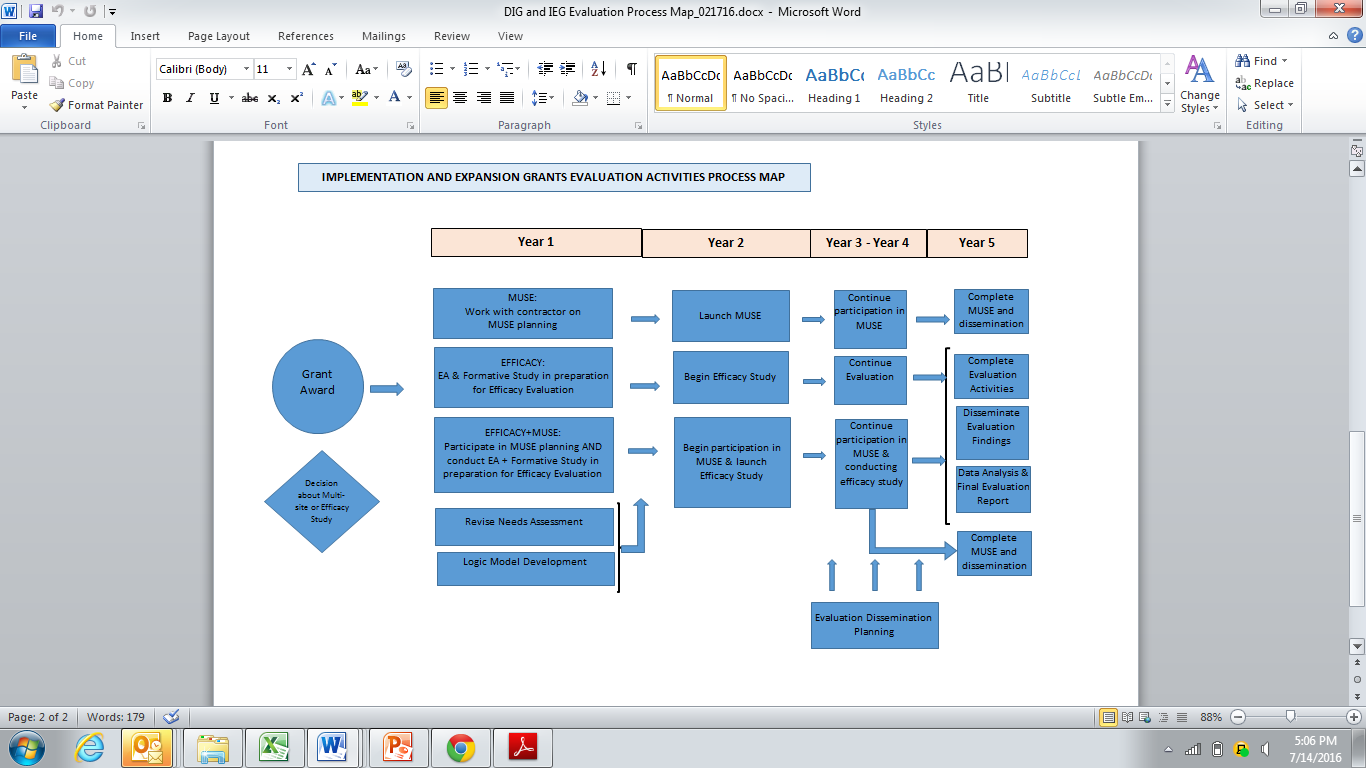 DIG and IEG Evaluation Process Map_021716.docx - Microsoft Word
File
Home
Insert
Page Layout
References
Mailings
Review
View
Paste
Cut
Copy
Format Painter
Clipboard
Calibri (Body)
11
Font
Paragraph
AaBbCcDc
¶ Normal
AaBbCcDc
¶ No Spaci...
AaBbCc
Heading 1
AaBbCc
Heading 2
AaBl
Title
AaBbCcL
Subtitle
AaBbCcDc
Subtle Em...
Styles
Change
Styles
Find
Replace
Select
Editing
IMPLEMENTATION AND EXPANSION GRANTS EVALUATION ACTIVITIES PROCESS MAP
Year 1
Year 2
Year 3 - Year 4
Year 5
Grant
Award
Decision
about Multi-
site or Efficacy
Study
MUSE:
Work with contractor on
MUSE planning
Launch MUSE
Continue
participation in
MUSE
Complete
MUSE and
dissemination
EFFICACY:
EA & Formative Study in preparation
for Efficacy Evaluation
Begin Efficacy Study
Continue
Evaluation
Complete
Evaluation
Activities
EFFICACY+MUSE:
Participate in MUSE planning AND
conduct EA + Formative Study in
preparation for Efficacy Evaluation
Begin participation in
MUSE & launch
Efficacy Study
Continue
participation in
MUSE &
conducting
efficacy study
Disseminate
Evaluation
Findings
Data Analysis &
Final Evaluation
Report
Revise Needs Assessment
Logic Model Development
Complete
MUSE and
dissemination
Evaluation Dissemination
Planning
Page: 2 of 2
Words: 179
88%
5:06 PM
7/14/2016